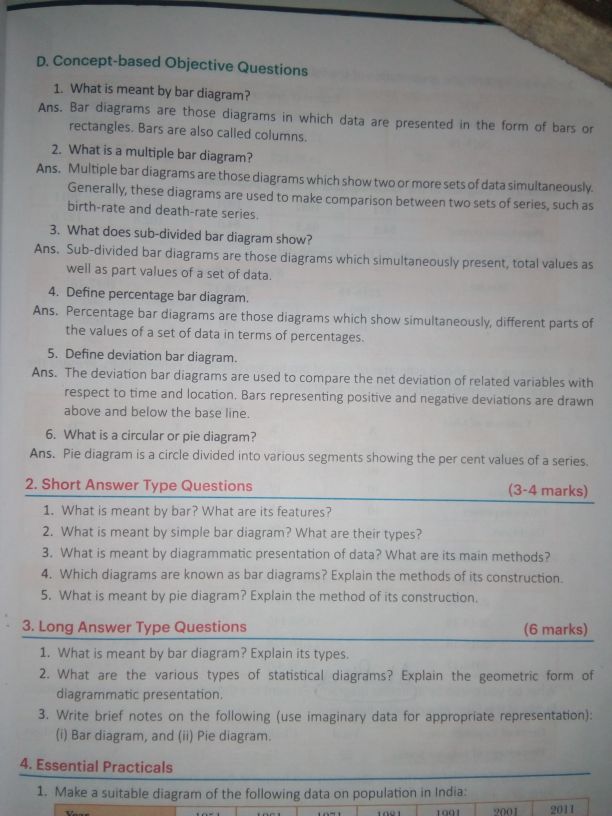 D. Concept-based Objective Questions
1. What is meant by bar diagram?
Ans. Bar diagrams are those diagrams in which data are presented in the form of bars or
rectangles. Bars are also called columns.
2. What is a multiple bar diagram?
Ans. Multiple bar diagrams are those diagrams which show two or more sets of data simultaneously.
Generally, these diagrams are used to make comparison between two sets of series, such as
birth-rate and death-rate series.
3. What does sub-divided bar diagram show?
Ans. Sub-divided bar diagrams are those diagrams which simultaneously present, total values as
well as part values of a set of data.
4. Define percentage bar diagram.
Ans. Percentage bar diagrams are those diagrams which show simultaneously, different parts of
the values of a set of data in terms of percentages.
5. Define deviation bar diagram.
Ans. The deviation bar diagrams are used to compare the net deviation of related variables with
respect to time and location. Bars representing positive and negative deviations are drawn
above and below the base line.
6. What is a circular or pie diagram?
Ans. Pie diagram is a circle divided into various segments showing the per cent values of a series.
2. Short Answer Type Questions (3-4 marks)
1. What is meant by bar? What are its features?
2. What is meant by simple bar diagram? What are their types?
3. What is meant by diagrammatic presentation of data? What are its main methods?
4. Which diagrams are known as bar diagrams? Explain the methods of its construction.
5. What is meant by pie diagram? Explain the method of its construction.
3. Long Answer Type Questions (6 marks)
1. What is meant by bar diagram? Explain its types.
2. What are the various types of statistical diagrams? Explain the geometric form of
diagrammatic presentation.
3. Write brief notes on the following (use imaginary data for appropriate representation):
(i) Bar diagram, and (ii) Pie diagram.
4. Essential Practicals
1. Make a suitable diagram of the following data on population in India:
Year 1951 1961 1971 1981 1991 2001 2011